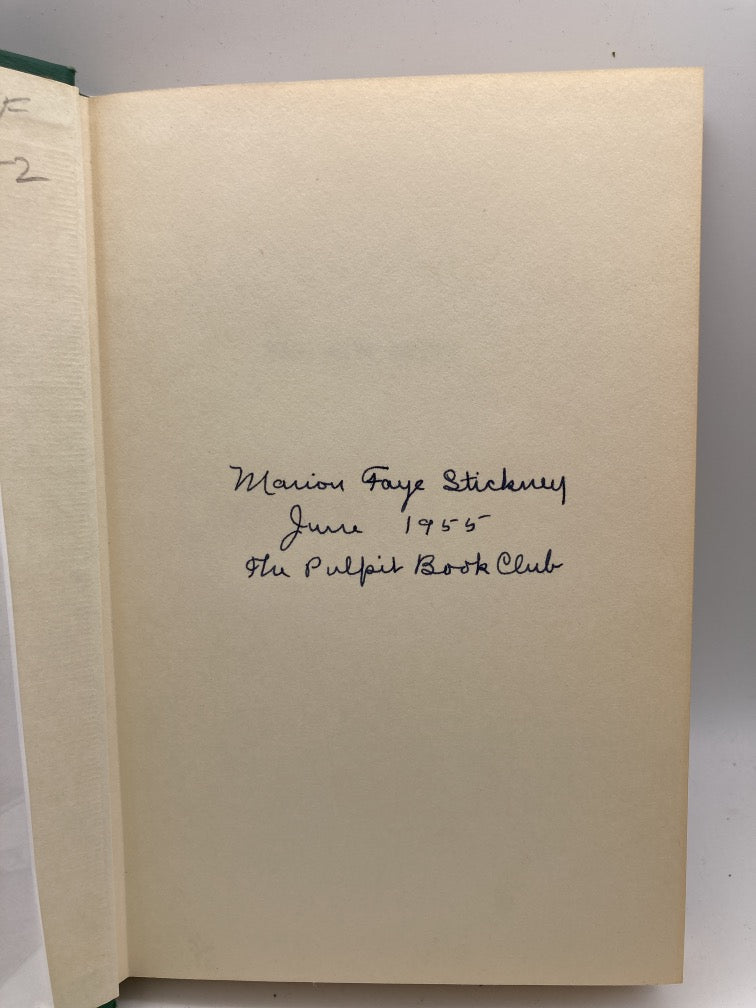 Marion Faye Stickney
June 1955
The Pulpit Book Club